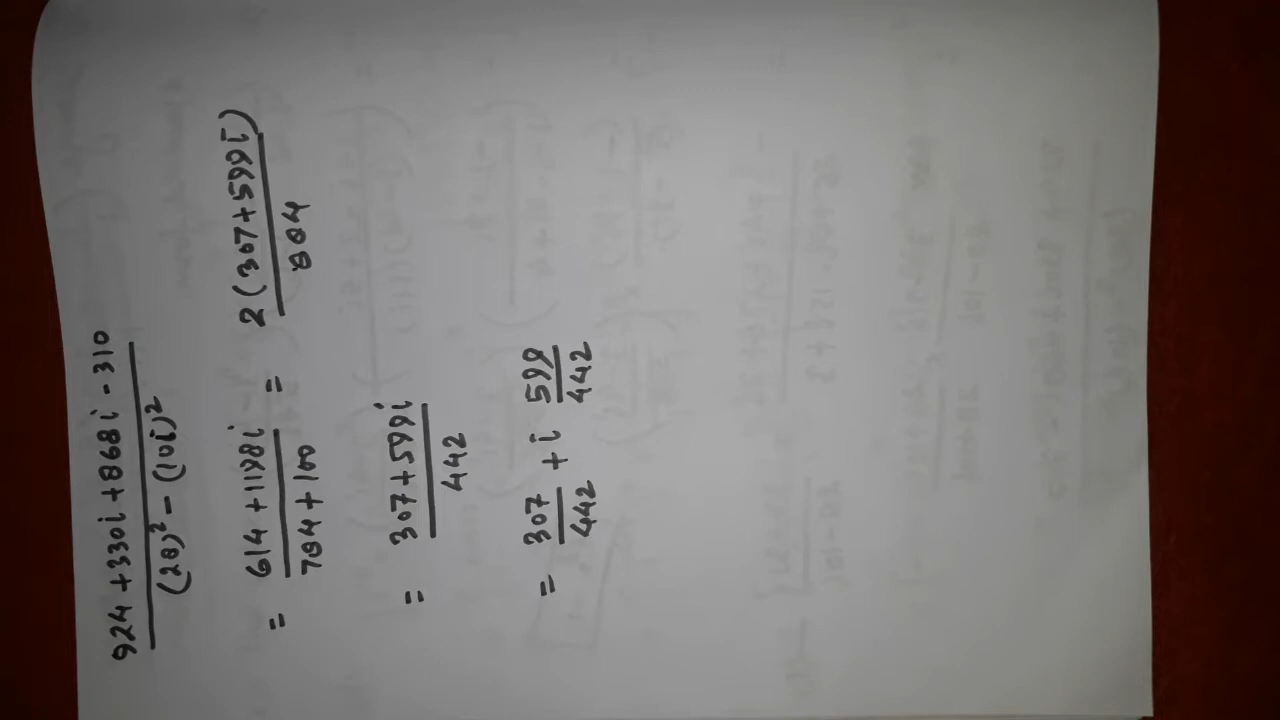 924 + 330i + 868i - 310
(28)² - (10i)²
= 614 + 1198i / 784 + 100 = 2(307 + 599i) / 884
= 307 + 599i / 442
= 307/442 + i 599/442